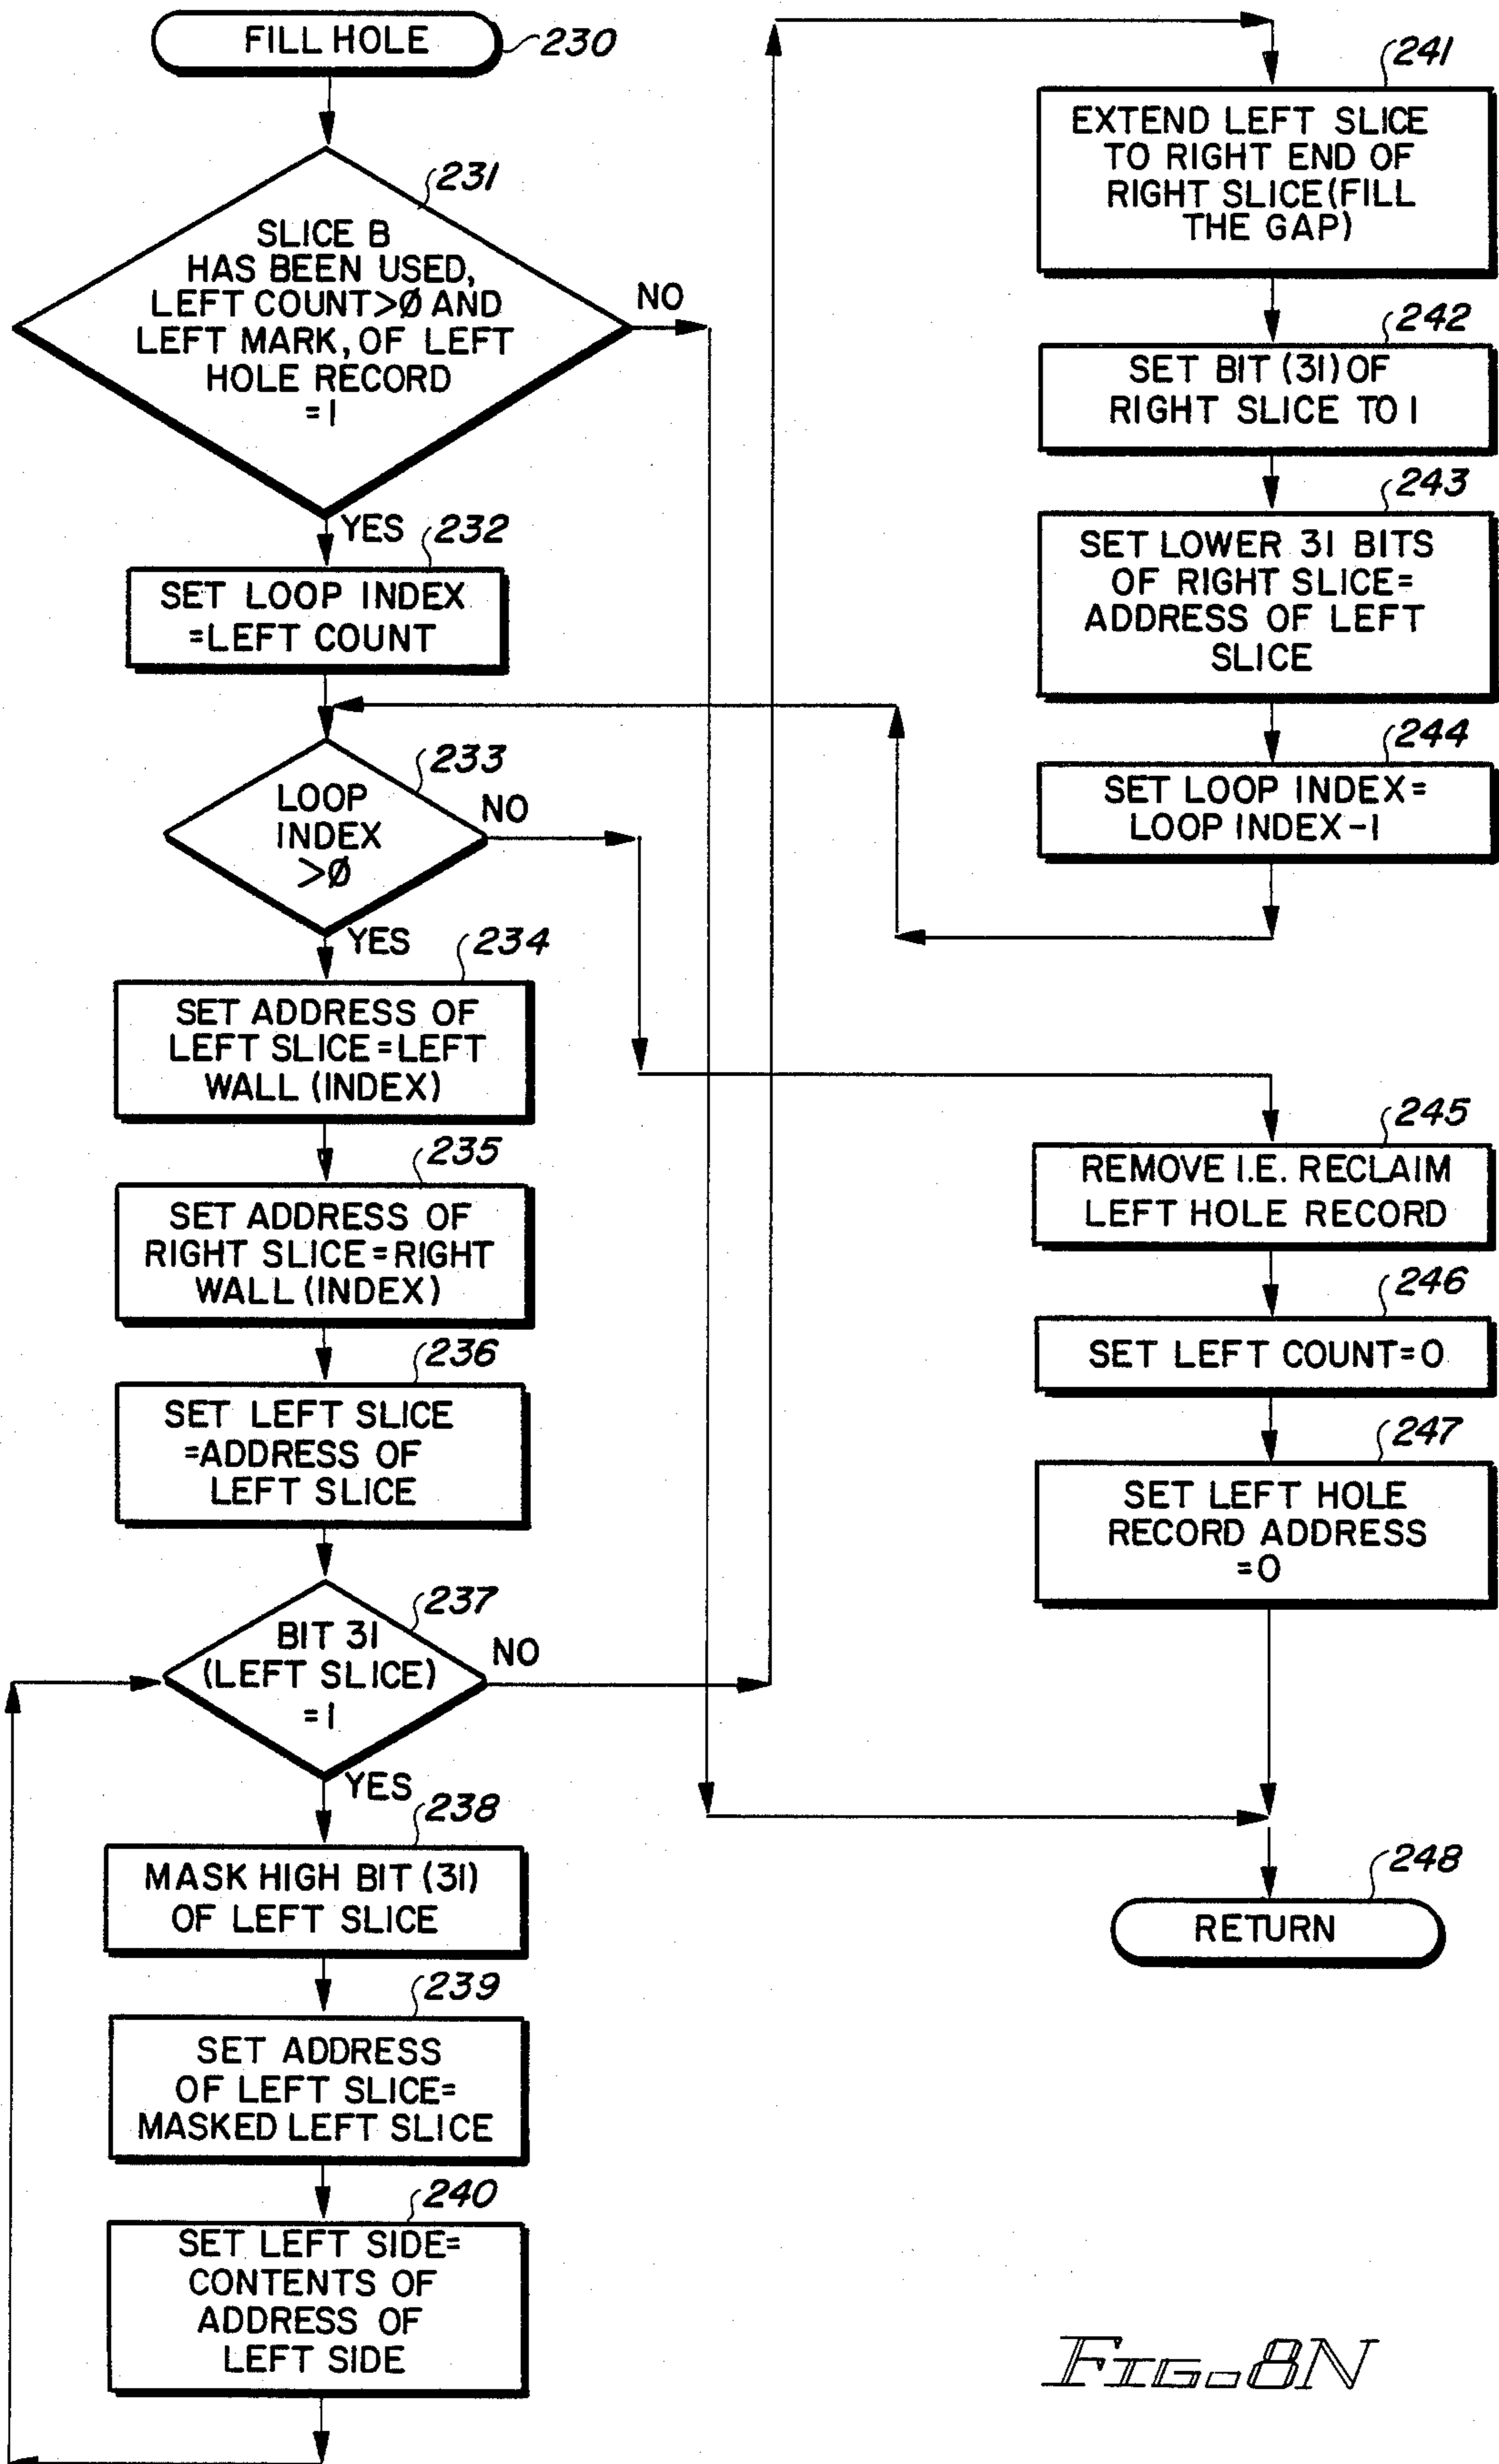 FILL HOLE
230
231
SLICE B
HAS BEEN USED,
LEFT COUNT>Ø AND
LEFT MARK, OF LEFT
HOLE RECORD
=1
NO
YES
232
SET LOOP INDEX
=LEFT COUNT
233
LOOP
INDEX
>Ø
NO
YES
234
SET ADDRESS OF
LEFT SLICE=LEFT
WALL (INDEX)
235
SET ADDRESS OF
RIGHT SLICE=RIGHT
WALL (INDEX)
236
SET LEFT SLICE
=ADDRESS OF
LEFT SLICE
237
BIT 31
(LEFT SLICE)
=1
NO
YES
238
MASK HIGH BIT (31)
OF LEFT SLICE
239
SET ADDRESS
OF LEFT SLICE=
MASKED LEFT SLICE
240
SET LEFT SIDE=
CONTENTS OF
ADDRESS OF
LEFT SIDE
241
EXTEND LEFT SLICE
TO RIGHT END OF
RIGHT SLICE(FILL
THE GAP)
242
SET BIT (31) OF
RIGHT SLICE TO 1
243
SET LOWER 31 BITS
OF RIGHT SLICE=
ADDRESS OF LEFT
SLICE
244
SET LOOP INDEX=
LOOP INDEX-1
245
REMOVE I.E. RECLAIM
LEFT HOLE RECORD
246
SET LEFT COUNT=0
247
SET LEFT HOLE
RECORD ADDRESS
=0
248
RETURN
FIG-8N